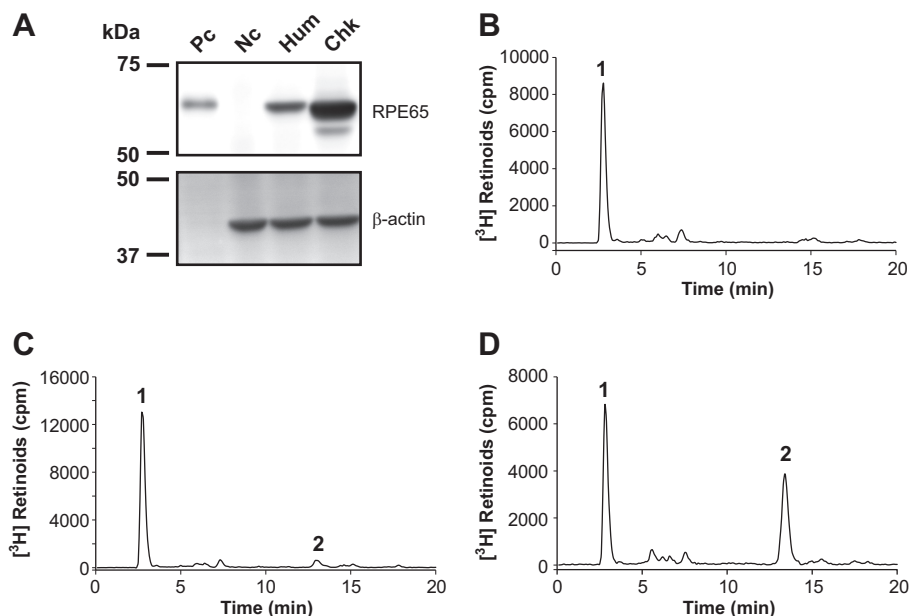 A
kDa
Pc Nc Hum Chk
75
RPE65
50
50
β-actin
37
B
[³H] Retinoids (cpm)
10000
8000
6000
4000
2000
0
1
0 5 10 15 20
Time (min)
C
[³H] Retinoids (cpm)
16000
12000
8000
4000
0
1
2
0 5 10 15 20
Time (min)
D
[³H] Retinoids (cpm)
8000
6000
4000
2000
0
1
2
0 5 10 15 20
Time (min)